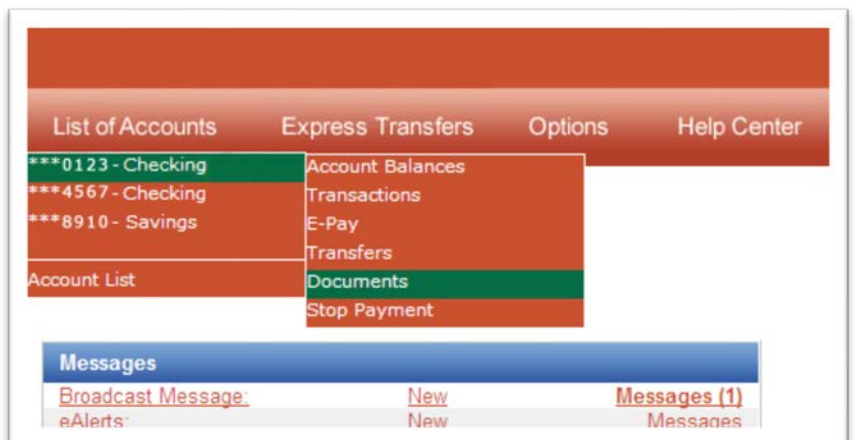 List of Accounts Express Transfers Options Help Center
***0123 - Checking Account Balances
***4567 - Checking Transactions
***8910 - Savings E-Pay
Transfers
Account List Documents
Stop Payment
Messages
Broadcast Message: New Messages (1)
eAlerts: New Messages